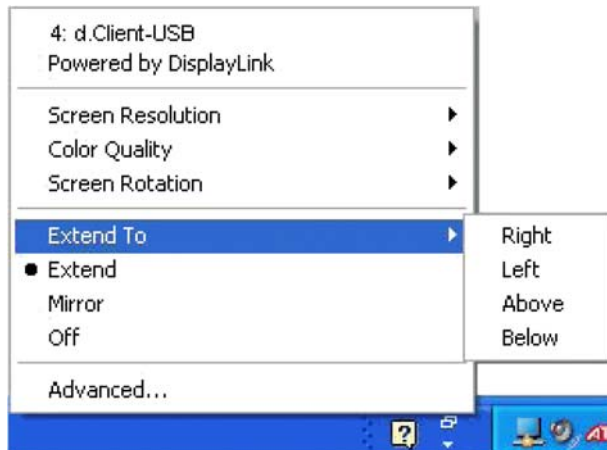 4: d.Client-USB
Powered by DisplayLink
Screen Resolution
Color Quality
Screen Rotation
Extend To
Right
Extend
Left
Mirror
Above
Off
Below
Advanced...
?